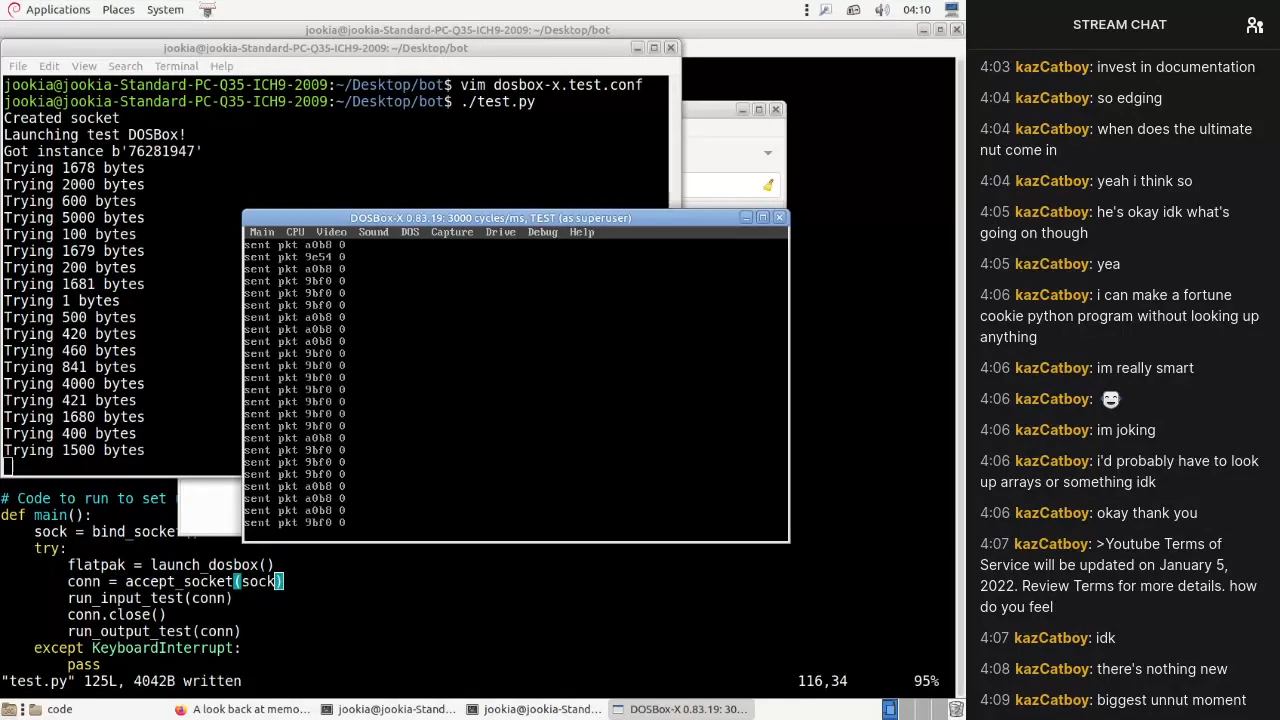 Applications Places System
04:10
jookia@jookia-Standard-PC-Q35-ICH9-2009: ~/Desktop/bot
jookia@jookia-Standard-PC-Q35-ICH9-2009: ~/Desktop/bot
File Edit View Search Terminal Help
jookia@jookia-Standard-PC-Q35-ICH9-2009:~/Desktop/bot$ vim dosbox-x.test.conf
jookia@jookia-Standard-PC-Q35-ICH9-2009:~/Desktop/bot$ ./test.py
Created socket
Launching test DOSBox!
Got instance b'76281947'
Trying 1678 bytes
Trying 2000 bytes
Trying 600 bytes
Trying 5000 bytes
Trying 100 bytes
Trying 1679 bytes
Trying 200 bytes
Trying 1681 bytes
Trying 1 bytes
Trying 500 bytes
Trying 420 bytes
Trying 460 bytes
Trying 841 bytes
Trying 4000 bytes
Trying 421 bytes
Trying 1680 bytes
Trying 400 bytes
Trying 1500 bytes
DOSBox-X 0.83.19: 3000 cycles/ms, TEST (as superuser)
Main CPU Video Sound DOS Capture Drive Debug Help
sent pkt a0b8 0
sent pkt 9e54 0
sent pkt a0b8 0
sent pkt 9bf0 0
sent pkt 9bf0 0
sent pkt 9bf0 0
sent pkt a0b8 0
sent pkt a0b8 0
sent pkt a0b8 0
sent pkt 9bf0 0
sent pkt 9bf0 0
sent pkt 9bf0 0
sent pkt 9bf0 0
sent pkt 9bf0 0
sent pkt 9bf0 0
sent pkt 9bf0 0
sent pkt a0b8 0
sent pkt 9bf0 0
sent pkt 9bf0 0
sent pkt 9bf0 0
sent pkt a0b8 0
sent pkt a0b8 0
sent pkt a0b8 0
sent pkt 9bf0 0
# Code to run to set
def main():
sock = bind_socket
try:
flatpak = launch_dosbox()
conn = accept_socket(sock)
run_input_test(conn)
conn.close()
run_output_test(conn)
except KeyboardInterrupt:
pass
"test.py" 125L, 4042B written 116,34 95%
code
A look back at memo...
jookia@jookia-Stand...
jookia@jookia-Stand...
DOSBox-X 0.83.19: 30...
STREAM CHAT
4:03 kazCatboy: invest in documentation
4:04 kazCatboy: so edging
4:04 kazCatboy: when does the ultimate
nut come in
4:04 kazCatboy: yeah i think so
4:05 kazCatboy: he's okay idk what's
going on though
4:05 kazCatboy: yea
4:06 kazCatboy: i can make a fortune
cookie python program without looking up
anything
4:06 kazCatboy: im really smart
4:06 kazCatboy:
4:06 kazCatboy: im joking
4:06 kazCatboy: i'd probably have to look
up arrays or something idk
4:06 kazCatboy: okay thank you
4:07 kazCatboy: >Youtube Terms of
Service will be updated on January 5,
2022. Review Terms for more details. how
do you feel
4:07 kazCatboy: idk
4:08 kazCatboy: there's nothing new
4:09 kazCatboy: biggest unnut moment